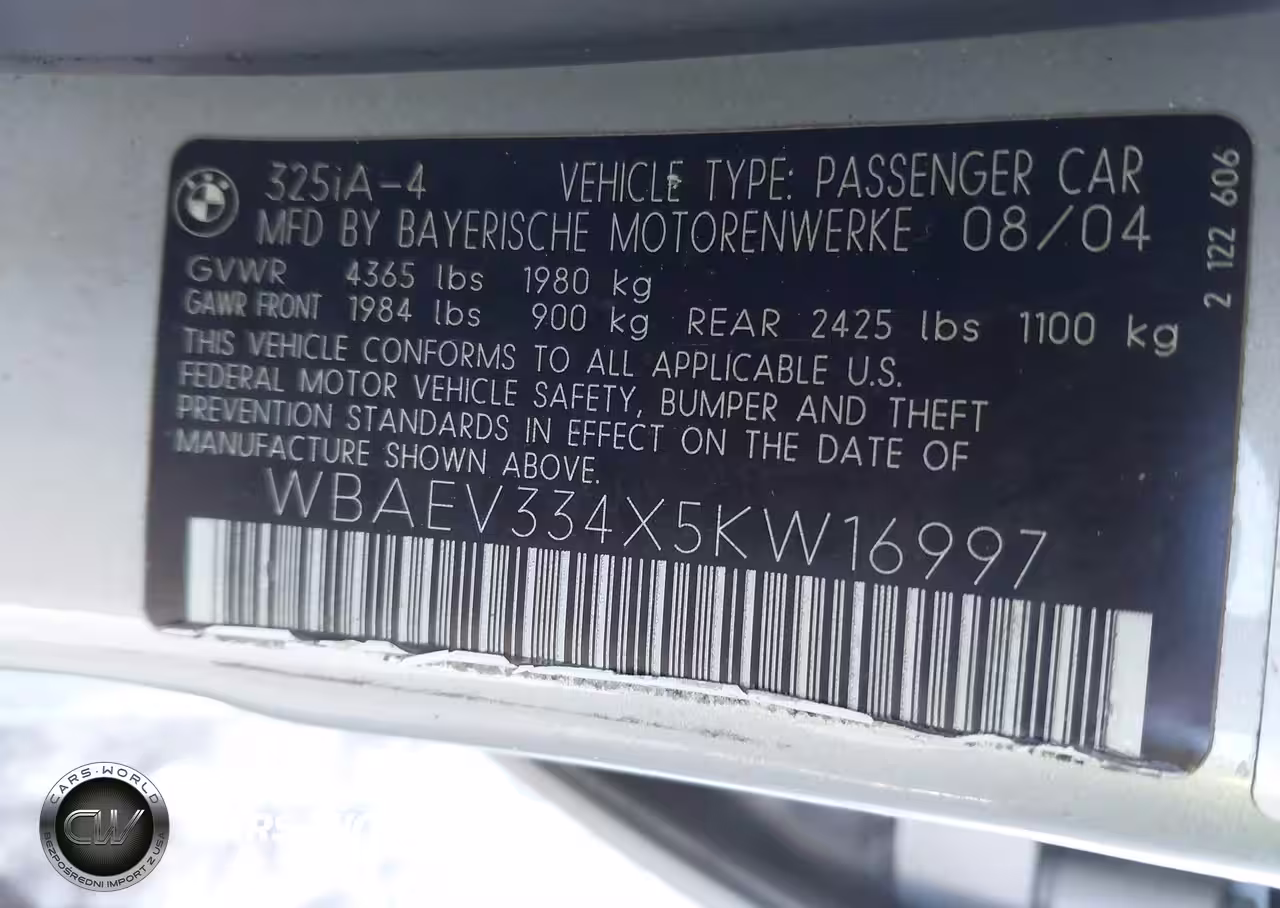 325iA-4 VEHICLE TYPE: PASSENGER CAR
MFD BY BAYERISCHE MOTORENWERKE 08/04
GVWR 4365 lbs 1980 kg
GAWR FRONT 1984 lbs 900 kg REAR 2425 lbs 1100 kg
THIS VEHICLE CONFORMS TO ALL APPLICABLE U.S.
FEDERAL MOTOR VEHICLE SAFETY, BUMPER AND THEFT
PREVENTION STANDARDS IN EFFECT ON THE DATE OF
MANUFACTURE SHOWN ABOVE.
WBAEV334X5KW16997
2 122 606
CARS·WORLD
CW
BEZPOŚREDNI IMPORT Z USA